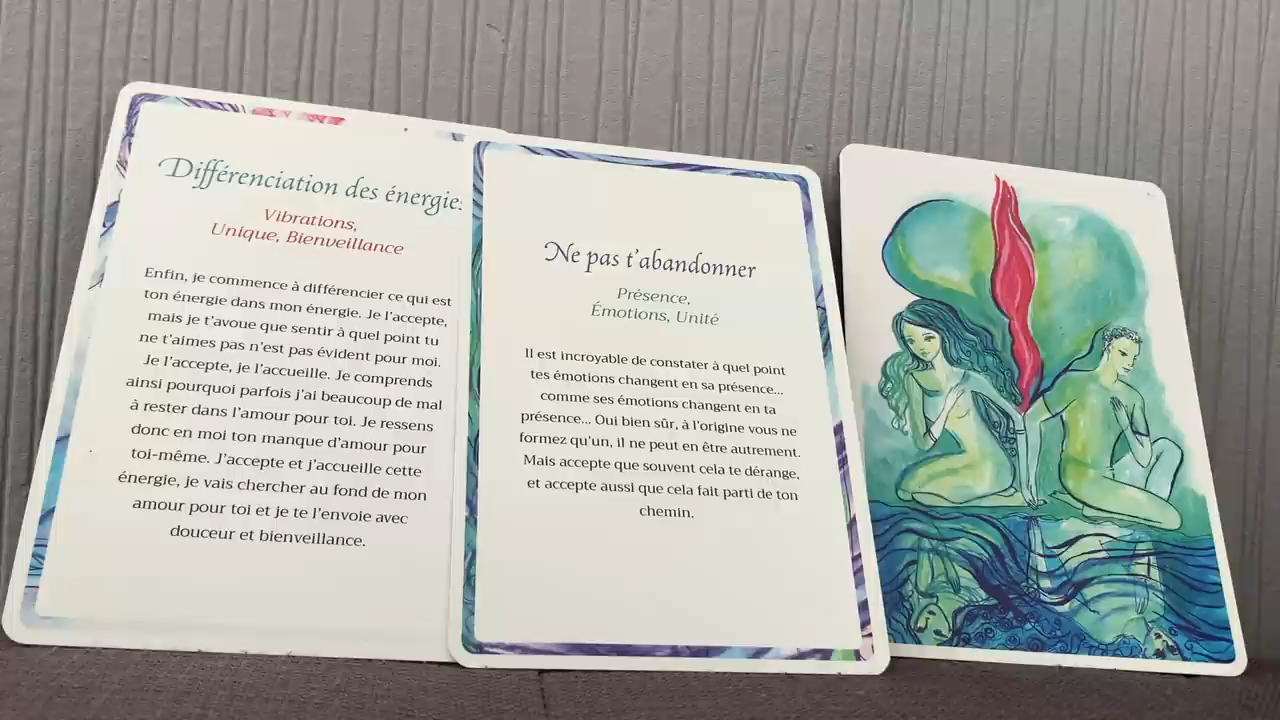 Différenciation des énergies
Vibrations,
Unique, Bienveillance
Enfin, je commence à différencier ce qui est
ton énergie dans mon énergie. Je l'accepte,
mais je t'avoue que sentir à quel point tu
ne t'aimes pas n'est pas évident pour moi.
Je l'accepte, je l'accueille. Je comprends
ainsi pourquoi parfois j'ai beaucoup de mal
à rester dans l'amour pour toi. Je ressens
donc en moi ton manque d'amour pour
toi-même. J'accepte et j'accueille cette
énergie, je vais chercher au fond de mon
amour pour toi et je te l'envoie avec
douceur et bienveillance.
Ne pas t'abandonner
Présence,
Émotions, Unité
Il est incroyable de constater à quel point
tes émotions changent en sa présence...
comme ses émotions changent en ta
présence... Oui bien sûr, à l'origine vous ne
formez qu'un, il ne peut en être autrement.
Mais accepte que souvent cela te dérange,
et accepte aussi que cela fait parti de ton
chemin.